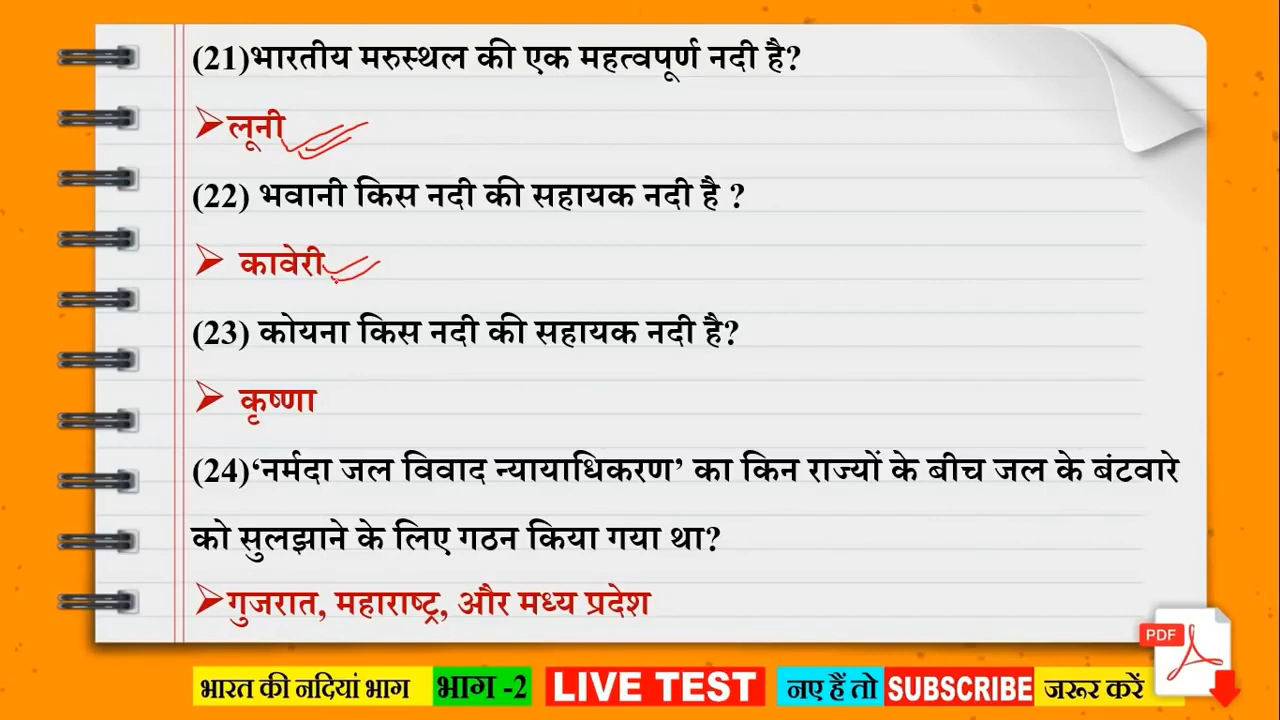 (21)भारतीय मरुस्थल की एक महत्वपूर्ण नदी है?
लूनी
(22) भवानी किस नदी की सहायक नदी है ?
कावेरी
(23) कोयना किस नदी की सहायक नदी है?
कृष्णा
(24)‘नर्मदा जल विवाद न्यायाधिकरण’ का किन राज्यों के बीच जल के बंटवारे
को सुलझाने के लिए गठन किया गया था?
गुजरात, महाराष्ट्र, और मध्य प्रदेश
PDF
भारत की नदियां भाग भाग -2 LIVE TEST नए हैं तो SUBSCRIBE जरूर करें